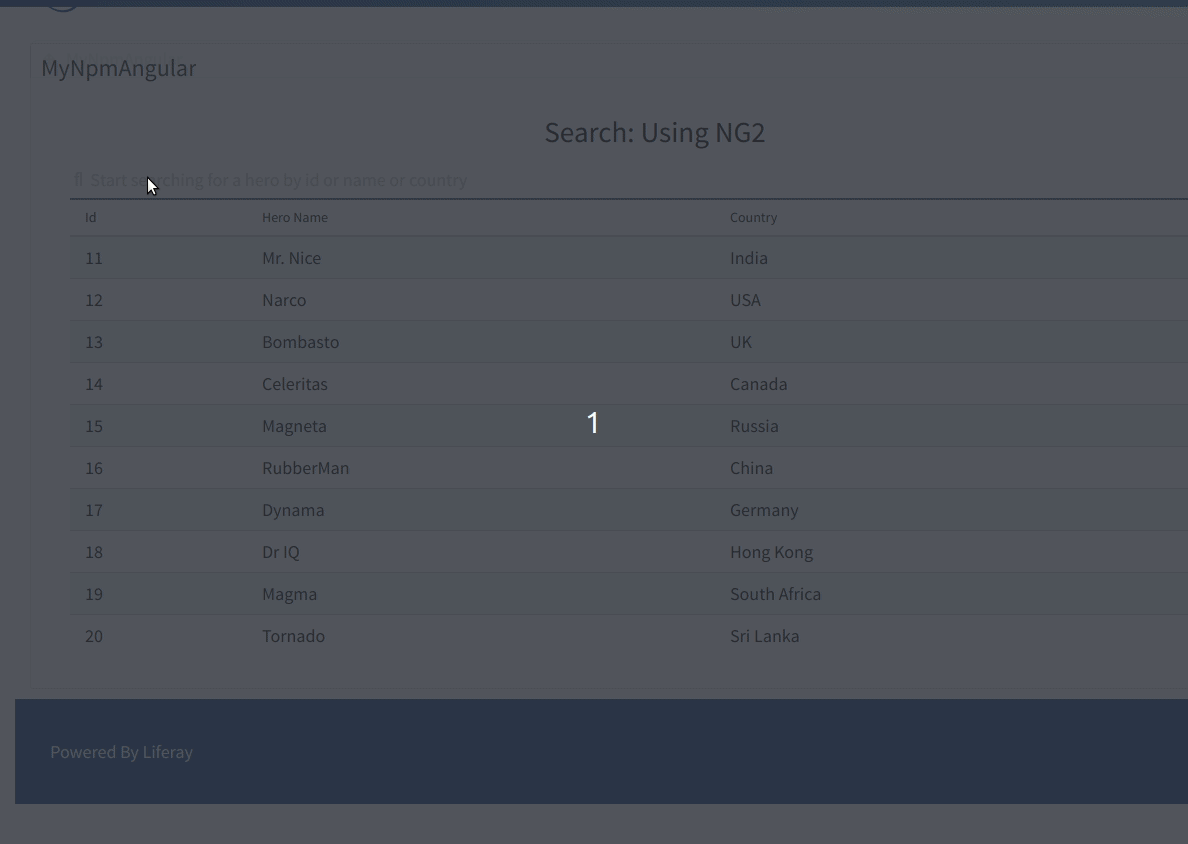 MyNpmAngular
Search: Using NG2
Start searching for a hero by id or name or country
Id Hero Name Country
11 Mr. Nice India
12 Narco USA
13 Bombasto UK
14 Celeritas Canada
15 Magneta Russia
1
16 RubberMan China
17 Dynama Germany
18 Dr IQ Hong Kong
19 Magma South Africa
20 Tornado Sri Lanka
Powered By Liferay